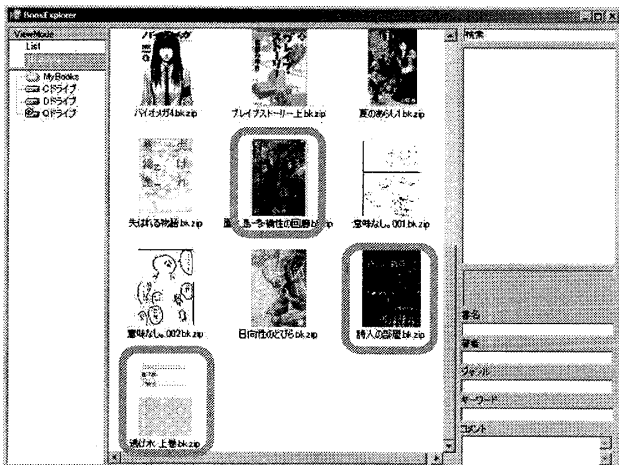 BooksExplorer
ViewMode
List
MyBooks
Cドライブ
Dドライブ
Qドライブ
バイオメガ4.bk.zip
ブレイブストーリー上.bk.zip
夏のあらし1.bk.zip
失はれる物語.bk.zip
意味なし。001.bk.zip
意味なし。002.bk.zip
日向性のとびら.bk.zip
詩人の部屋.bk.zip
逃げ水 上巻.bk.zip
検索
書名
著者
ジャンル
キーワード
コメント